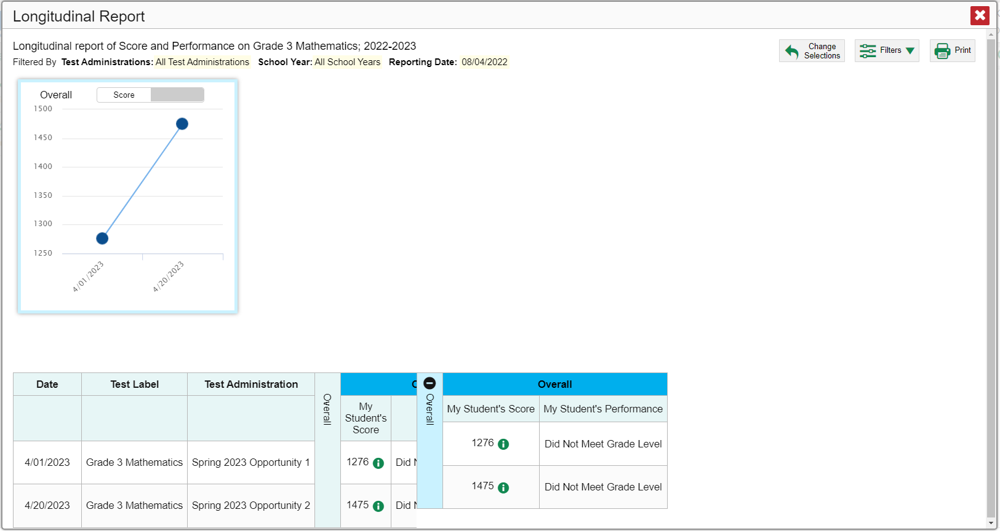 Longitudinal Report
Longitudinal report of Score and Performance on Grade 3 Mathematics; 2022-2023
Filtered By Test Administrations: All Test Administrations School Year: All School Years Reporting Date: 08/04/2022
Change Selections
Filters
Print
Overall
Score
1500
1450
1400
1350
1300
1250
4/01/2023
4/20/2023
Date Test Label Test Administration Overall
My Student's Score
4/01/2023 Grade 3 Mathematics Spring 2023 Opportunity 1 1276 Did
4/20/2023 Grade 3 Mathematics Spring 2023 Opportunity 2 1475 Did
Overall
Overall
My Student's Score My Student's Performance
1276 Did Not Meet Grade Level
1475 Did Not Meet Grade Level